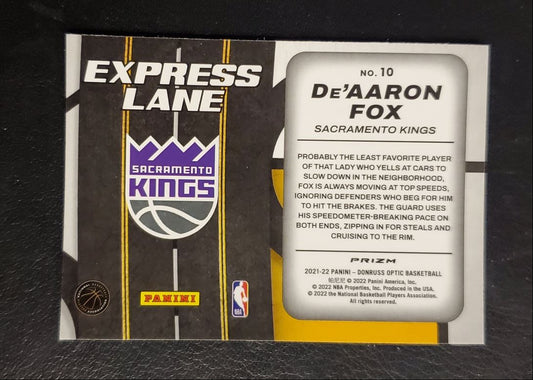 EXPRESS
LANE
SACRAMENTO
KINGS
PANINI
NBA
NO. 10
DE'AARON
FOX
SACRAMENTO KINGS
PROBABLY THE LEAST FAVORITE PLAYER
OF THAT LADY WHO YELLS AT CARS TO
SLOW DOWN IN THE NEIGHBORHOOD,
FOX IS ALWAYS MOVING AT TOP SPEEDS,
IGNORING DEFENDERS WHO BEG FOR HIM
TO HIT THE BRAKES. THE GUARD USES
HIS SPEEDOMETER-BREAKING PACE ON
BOTH ENDS, ZIPPING IN FOR STEALS AND
CRUISING TO THE RIM.
PRIZM
2021-22 PANINI – DONRUSS OPTIC BASKETBALL
帕尼尼 © 2022 Panini America, Inc.
© 2022 NBA Properties, Inc. Produced in the USA.
© 2022 the National Basketball Players Association.
All rights reserved.